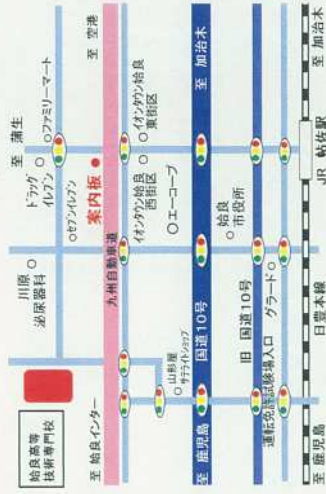 姶良高等
技術専門校
川原
泌尿器科
ドラッグ
イレブン
至 蒲生
ファミリーマート
セブンイレブン
案内板
至 姶良インター
九州自動車道
至 空港
イオンタウン姶良
西街区
イオンタウン姶良
東街区
山形屋
サテライトショップ
エーコープ
至 鹿児島
国道10号
至 加治木
姶良
市役所
旧 国道10号
運転免許試験場入口
グラード
至 鹿児島
日豊本線
JR 帖佐駅
至 加治木